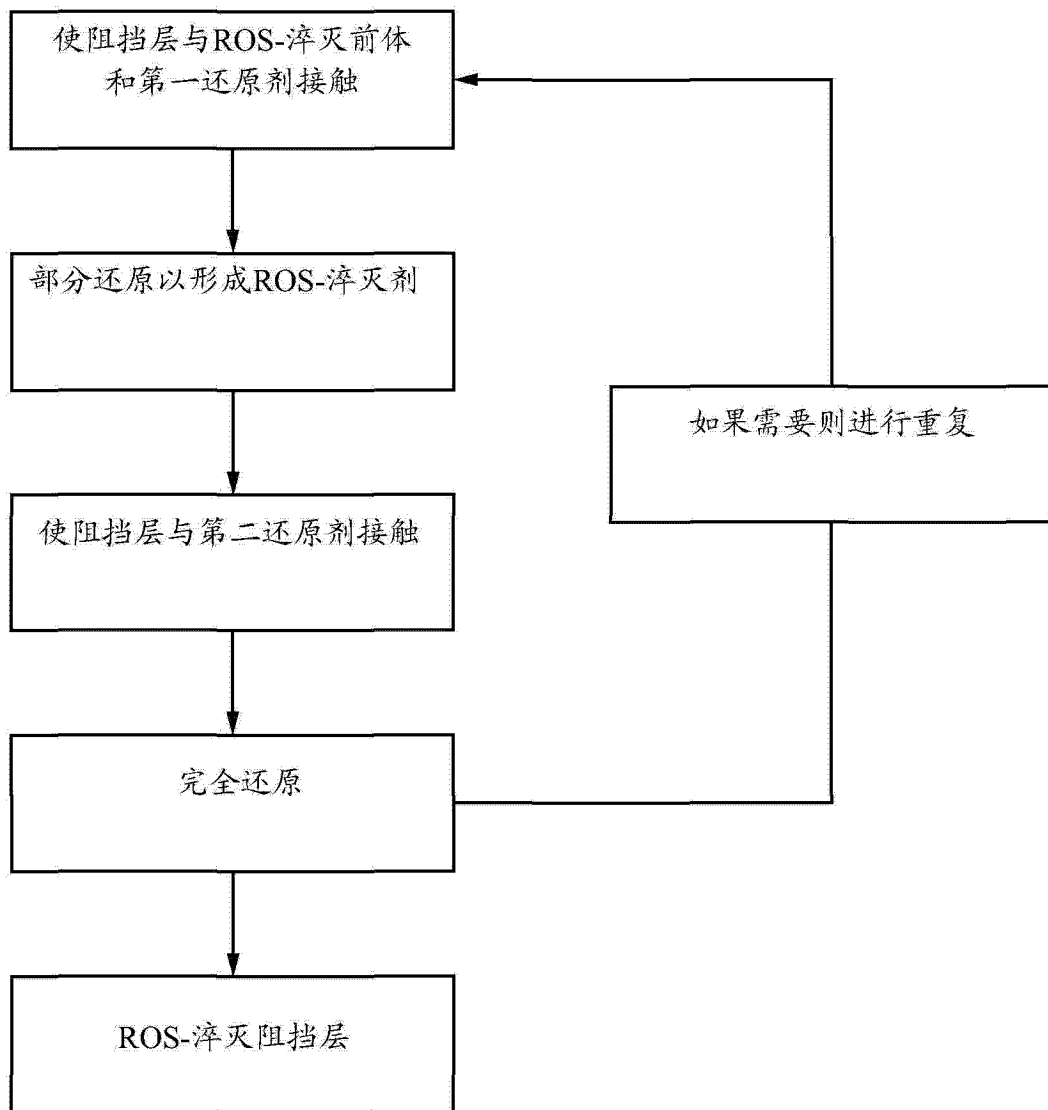 使阻挡层与ROS-淬灭前体
和第一还原剂接触
部分还原以形成ROS-淬灭剂
使阻挡层与第二还原剂接触
完全还原
ROS-淬灭阻挡层
如果需要则进行重复